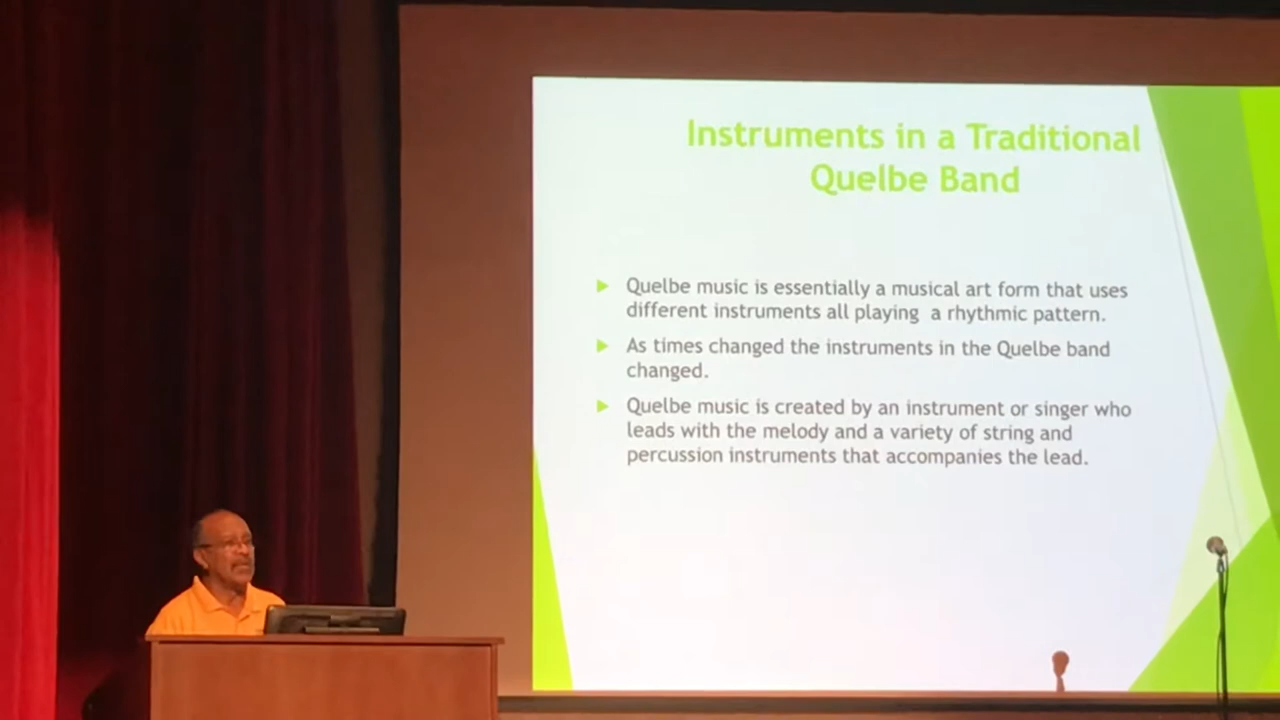 Instruments in a Traditional
Quelbe Band
Quelbe music is essentially a musical art form that uses
different instruments all playing a rhythmic pattern.
As times changed the instruments in the Quelbe band
changed.
Quelbe music is created by an instrument or singer who
leads with the melody and a variety of string and
percussion instruments that accompanies the lead.